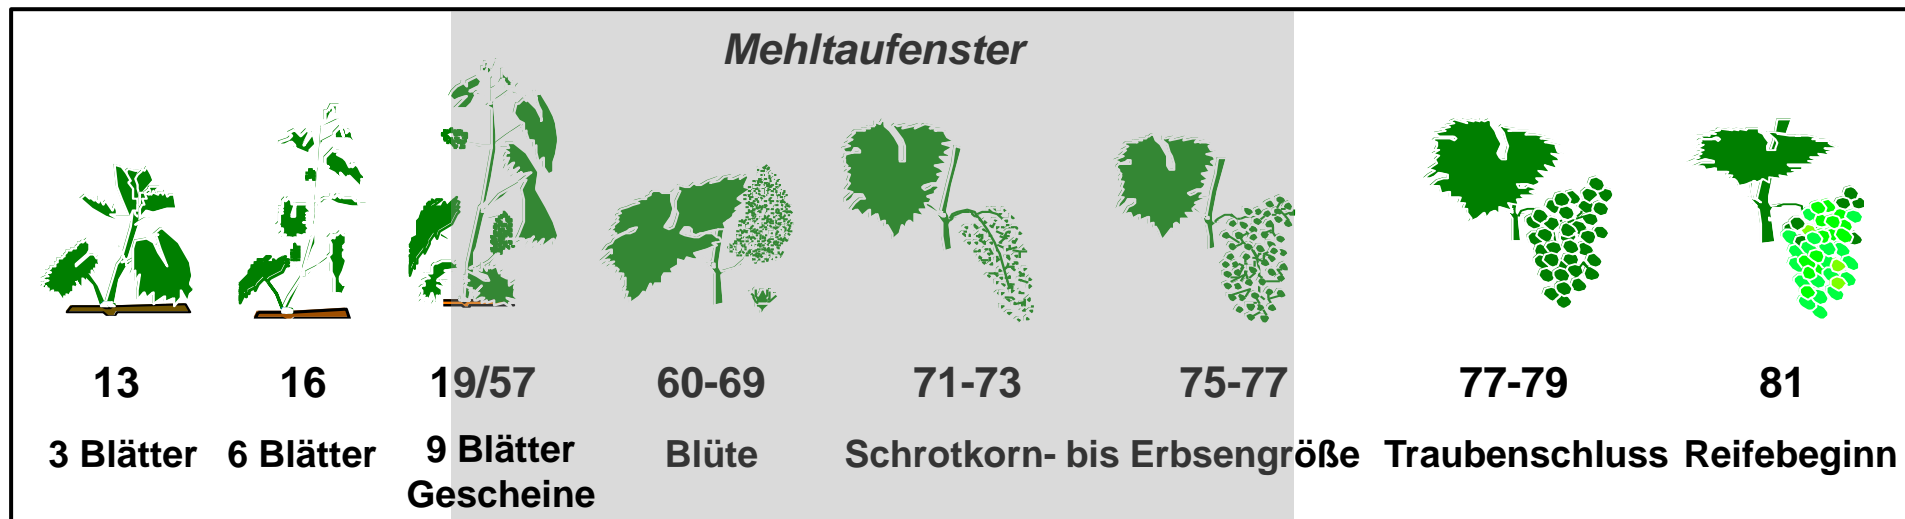 Mehltaufenster
13 16 19/57 60-69 71-73 75-77 77-79 81
3 Blätter 6 Blätter 9 Blätter Blüte Schrotkorn- bis Erbsengröße Traubenschluss Reifebeginn
Gescheine